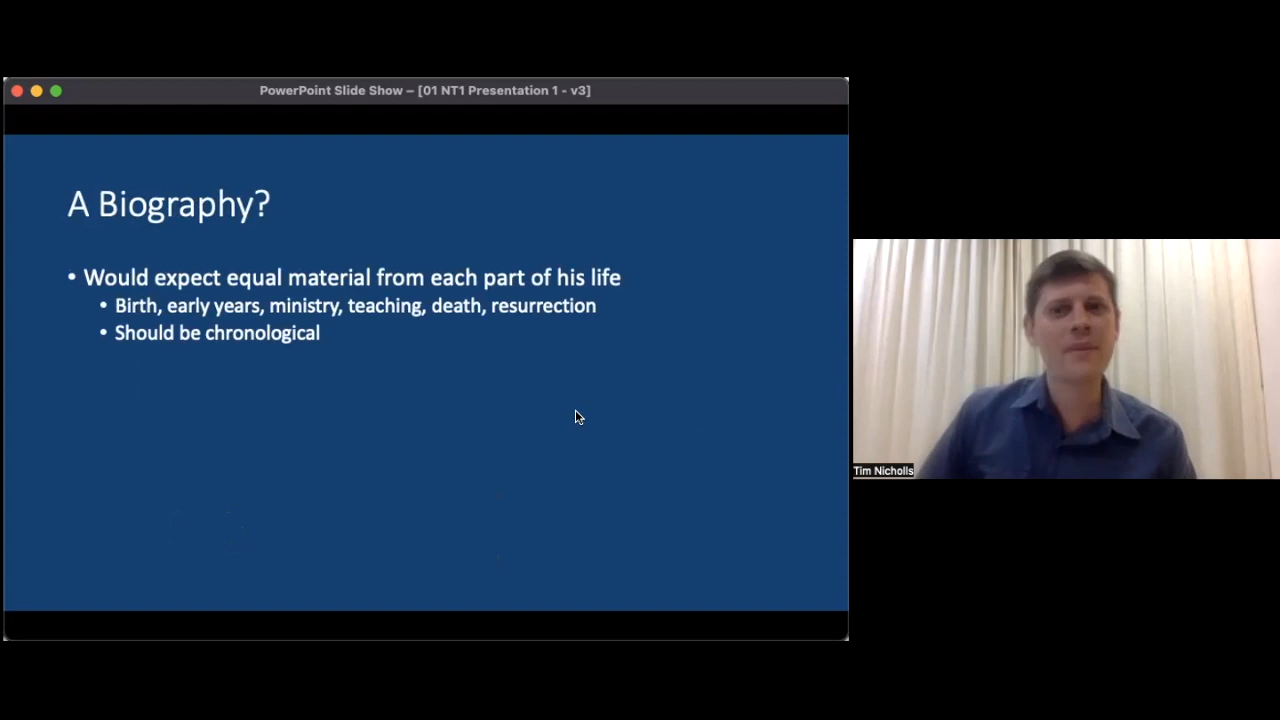 PowerPoint Slide Show – [01 NT1 Presentation 1 - v3]
A Biography?
• Would expect equal material from each part of his life
• Birth, early years, ministry, teaching, death, resurrection
• Should be chronological
Tim Nicholls